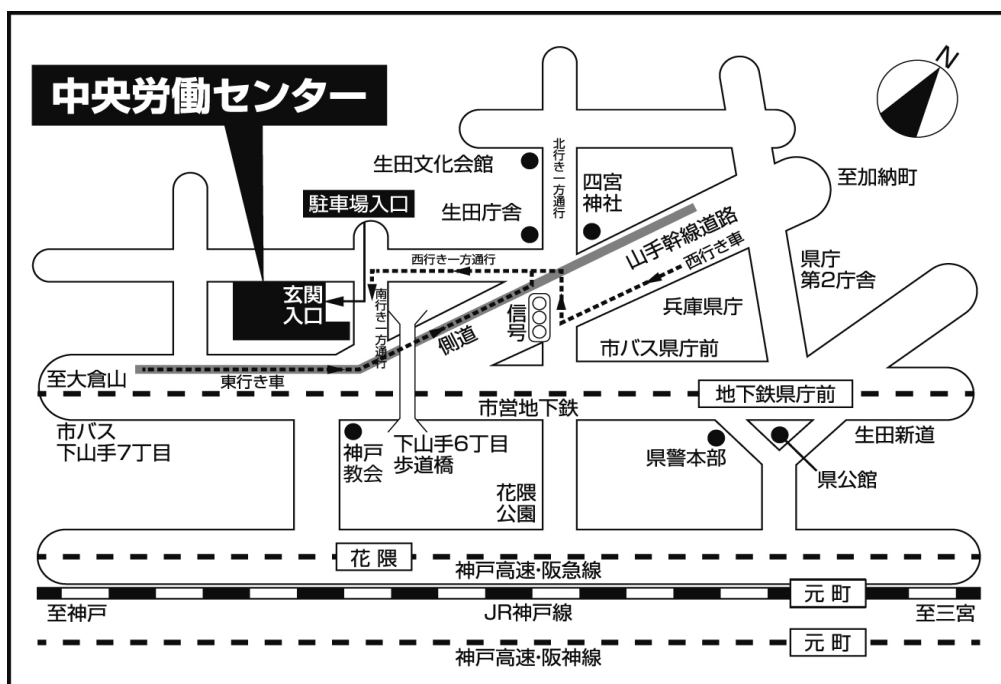 N
中央労働センター
北行き一方通行
生田文化会館
四宮
神社
至加納町
駐車場入口
生田庁舎
山手幹線道路
西行き車
県庁
第2庁舎
西行き一方通行
玄関
入口
南行き一方通行
信号
兵庫県庁
側道
市バス県庁前
至大倉山
東行き車
地下鉄県庁前
市営地下鉄
市バス
下山手7丁目
神戸
教会
下山手6丁目
歩道橋
県警本部
生田新道
県公館
花隈
公園
花隈
神戸高速・阪急線
元町
至神戸
JR神戸線
至三宮
元町
神戸高速・阪神線